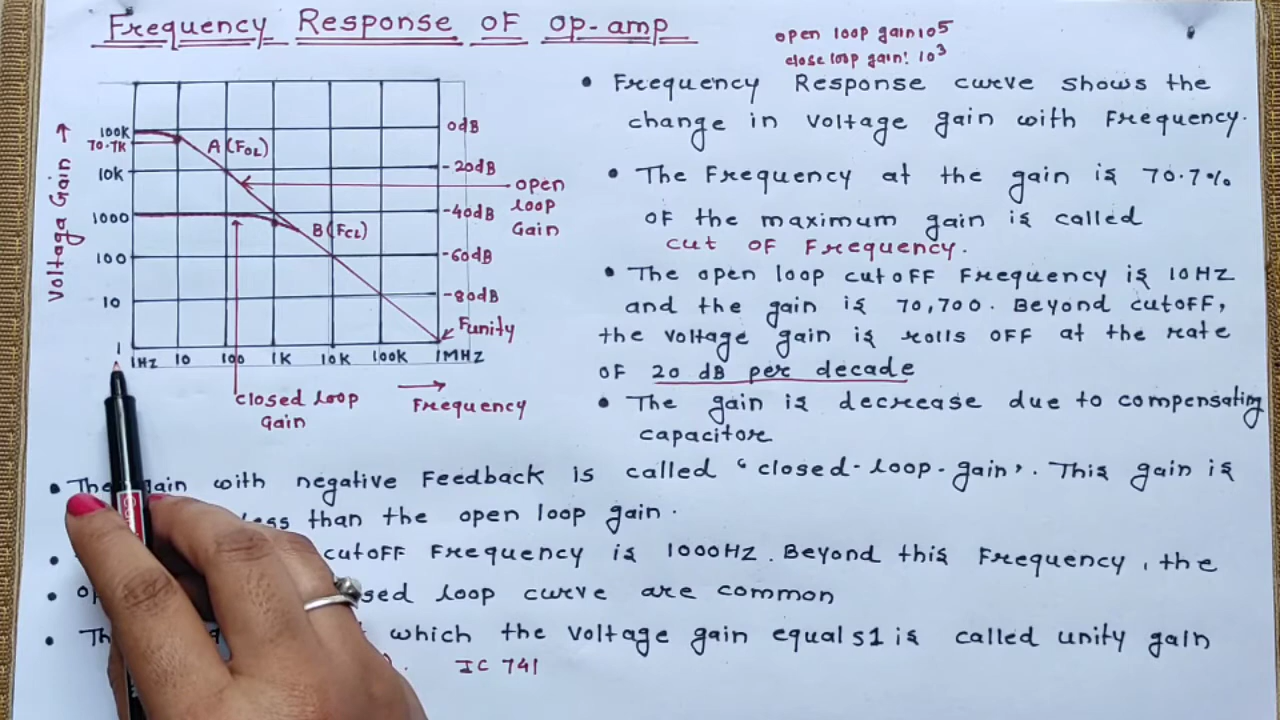 Frequency Response OF op-amp
open loop gain 10⁵
close loop gain: 10³
• Frequency Response curve shows the
change in voltage gain with Frequency.
• The Frequency at the gain is 70.7%
of the maximum gain is called
cut OF Frequency.
• The open loop cutoff Frequency is 10HZ
and the gain is 70,700. Beyond cutoff,
the voltage gain is rolls OFF at the rate
OF 20 dB per decade
• The gain is decrease due to compensating
capacitor
Voltaga Gain →
100K
70.7K
10K
1000
100
10
1
A (FOL)
B (FCL)
0dB
-20dB
-40dB
-60dB
-80dB
open
loop
Gain
Funity
1HZ 10 100 1K 10K 100K 1MHZ
closed loop
Gain
→ Frequency
• The gain with negative Feedback is called "closed-loop-gain". This gain is
less than the open loop gain.
• cutoff Frequency is 1000HZ. Beyond this Frequency, the
• loop curve are common
• which the voltage gain equals 1 is called unity gain
IC 741